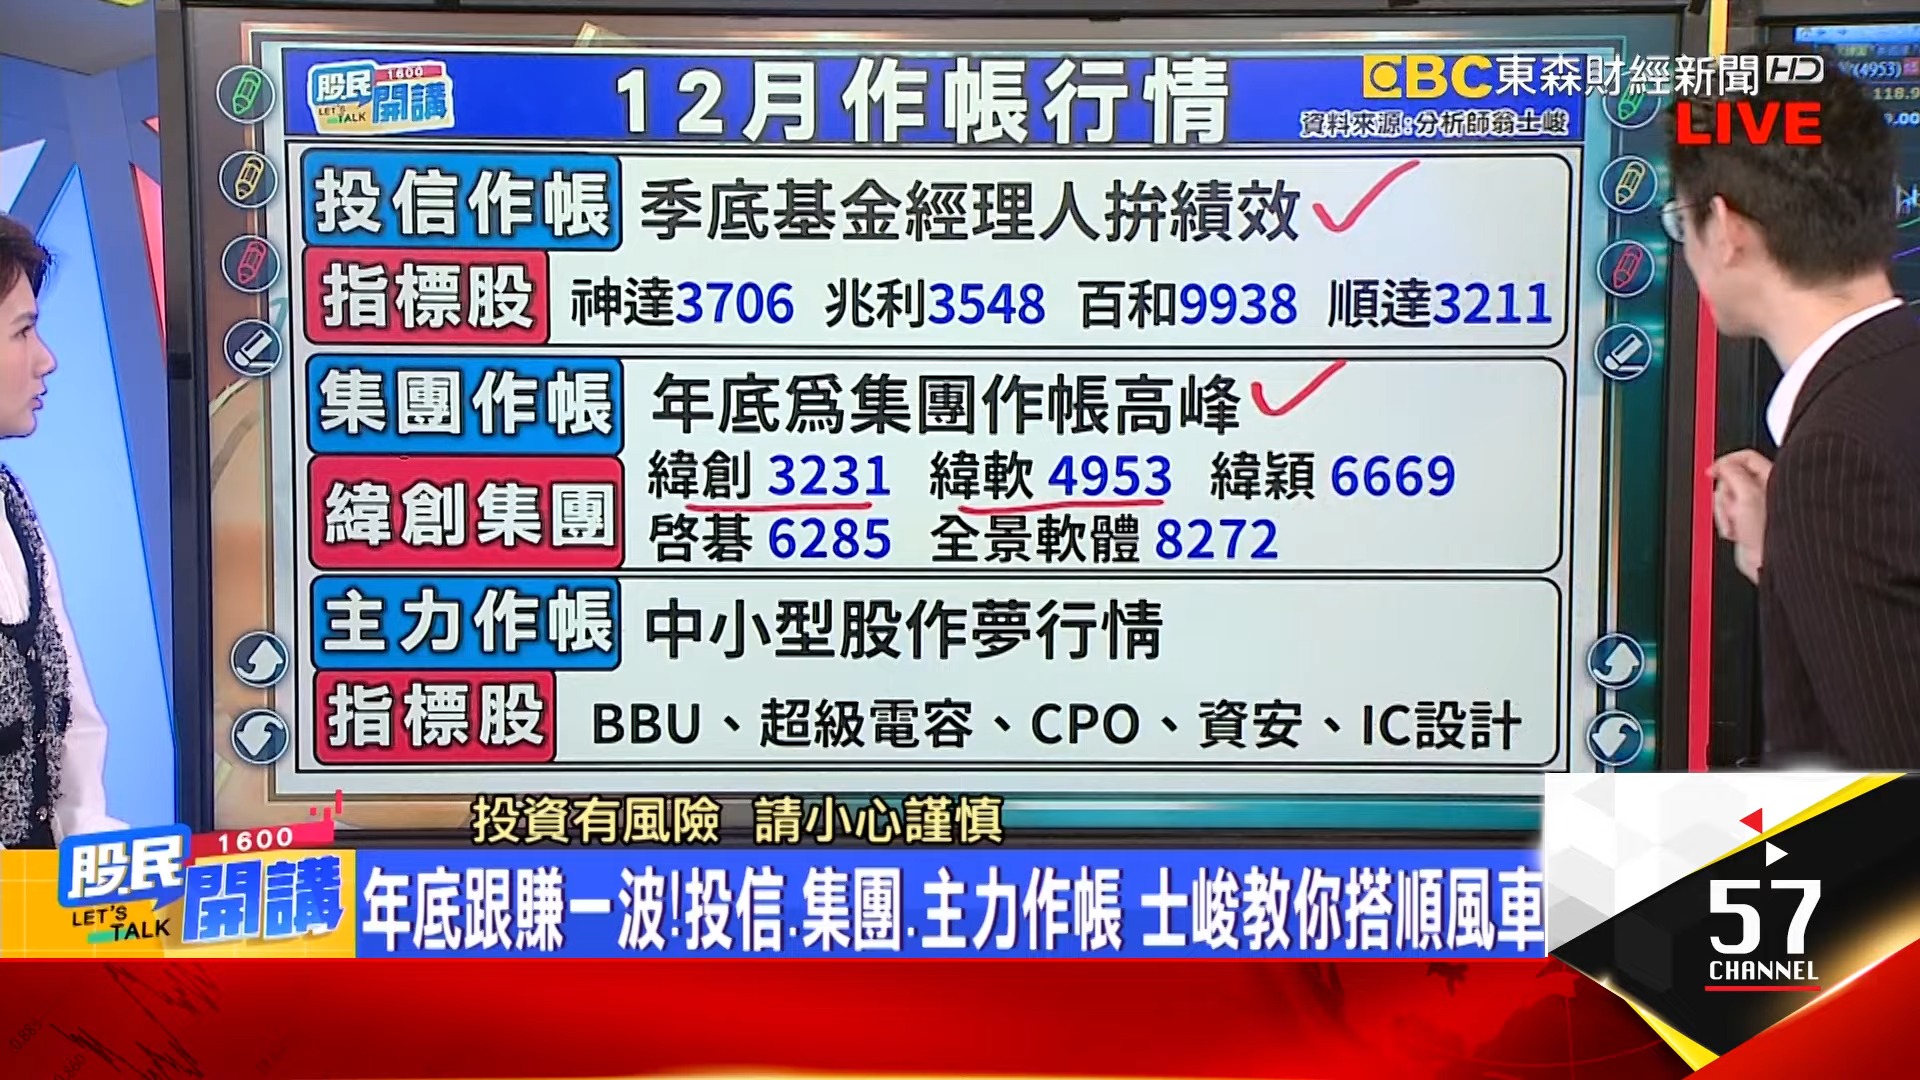 股民 1600
LET'S TALK 開講
12月作帳行情
EBC 東森財經新聞 HD
LIVE
資料來源:分析師翁士峻
(4953)
投信作帳 季底基金經理人拚績效
指標股 神達3706 兆利3548 百和9938 順達3211
集團作帳 年底為集團作帳高峰
緯創集團 緯創 3231 緯軟 4953 緯穎 6669
啓碁 6285 全景軟體 8272
主力作帳 中小型股作夢行情
指標股 BBU、超級電容、CPO、資安、IC設計
投資有風險 請小心謹慎
股民 1600
LET'S TALK 開講
年底跟賺一波!投信.集團.主力作帳 士峻教你搭順風車
57
CHANNEL